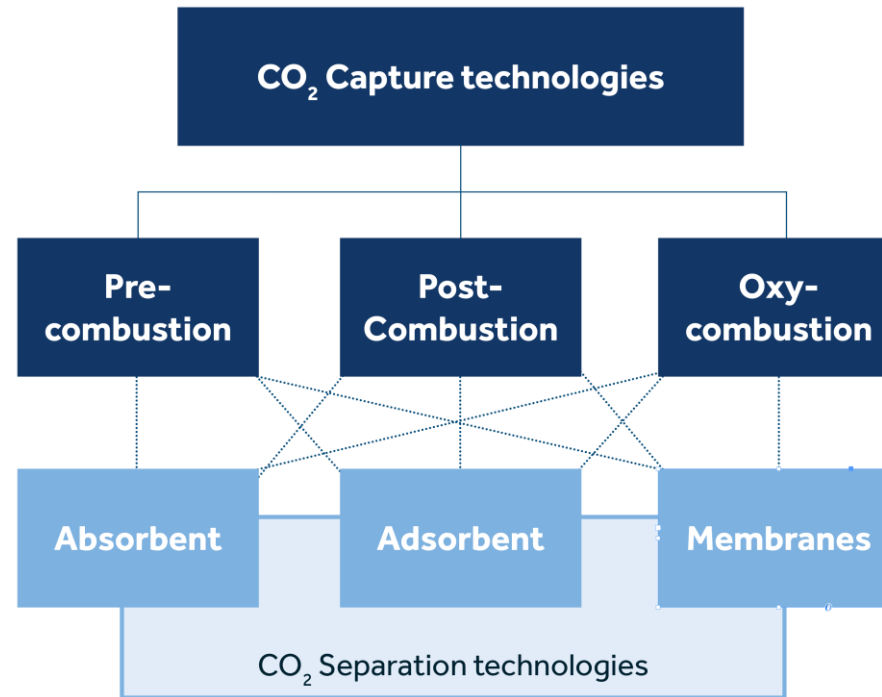 CO₂ Capture technologies
Pre-
combustion
Post-
Combustion
Oxy-
combustion
Absorbent
Adsorbent
Membranes
CO₂ Separation technologies